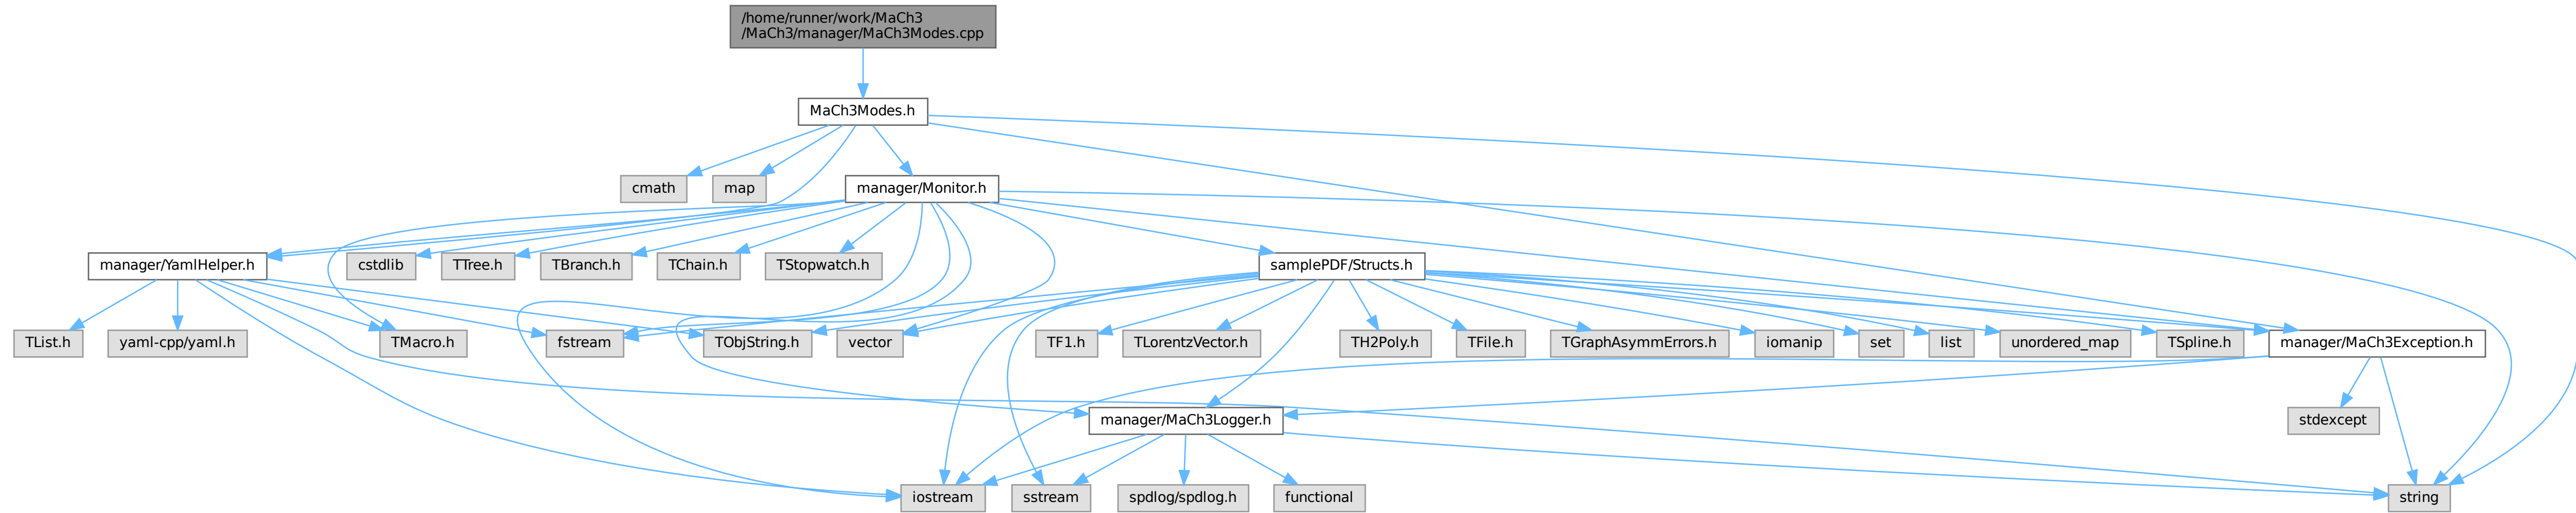 /home/runner/work/MaCh3
/MaCh3/manager/MaCh3Modes.cpp
MaCh3Modes.h
cmath
map
manager/Monitor.h
manager/YamlHelper.h
cstdlib
TTree.h
TBranch.h
TChain.h
TStopwatch.h
samplePDF/Structs.h
TList.h
yaml-cpp/yaml.h
TMacro.h
fstream
TObjString.h
vector
TF1.h
TLorentzVector.h
TH2Poly.h
TFile.h
TGraphAsymmErrors.h
iomanip
set
list
unordered_map
TSpline.h
manager/MaCh3Exception.h
manager/MaCh3Logger.h
stdexcept
iostream
sstream
spdlog/spdlog.h
functional
string